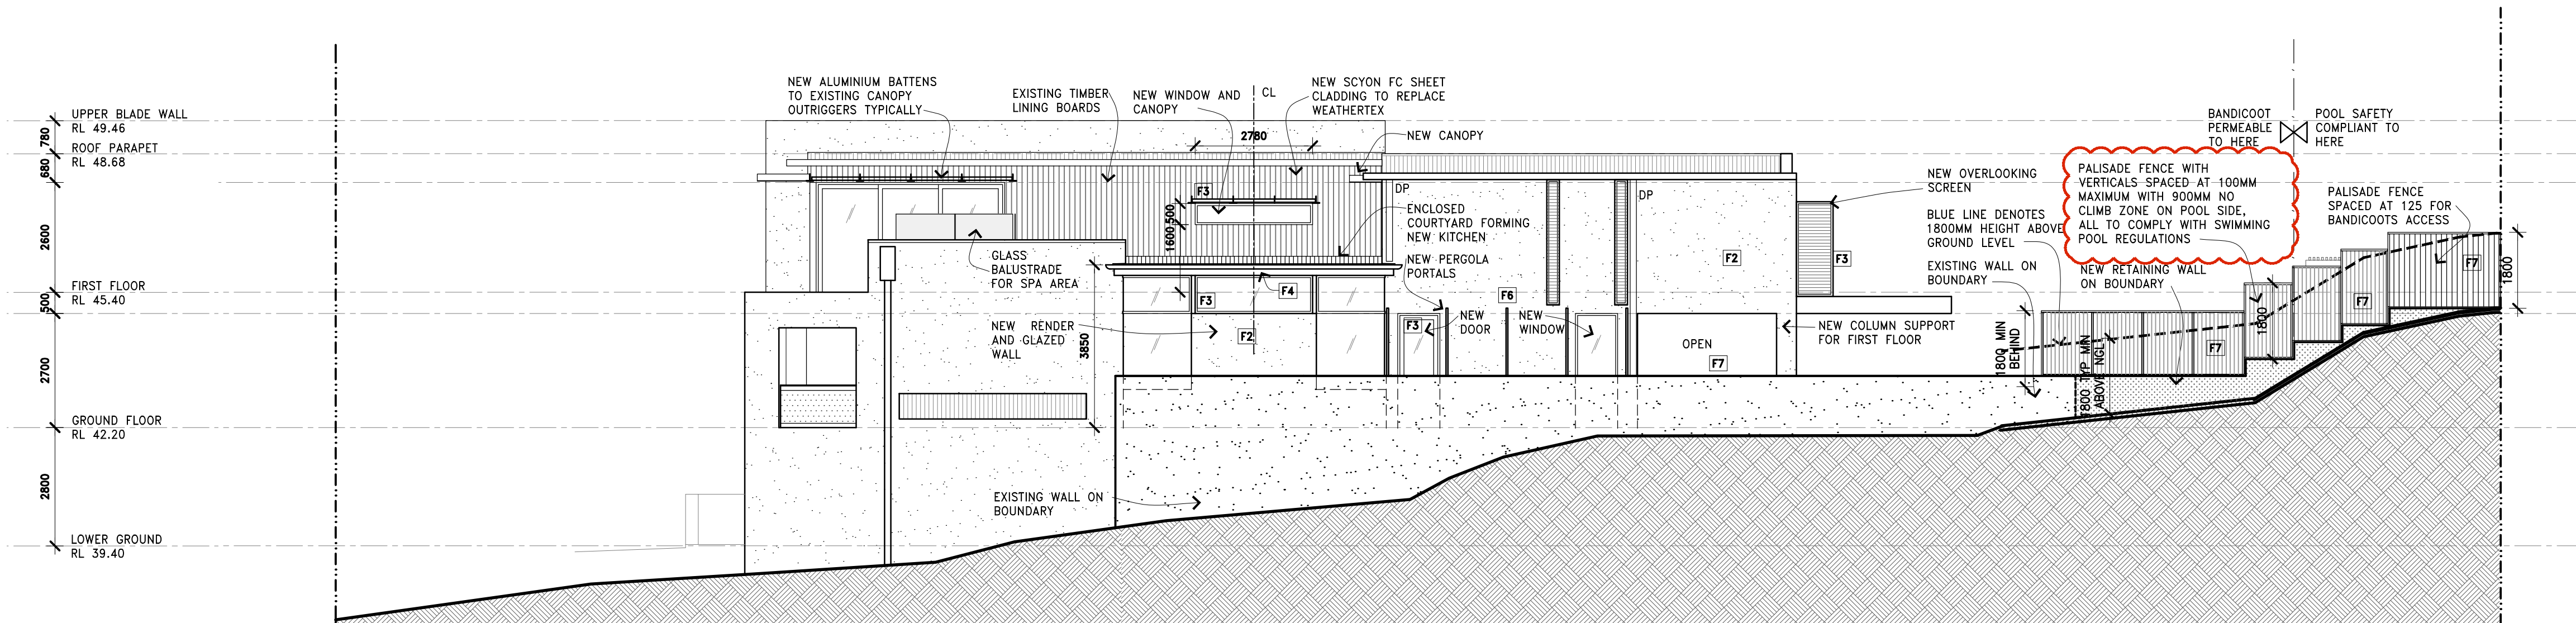 UPPER BLADE WALL
RL 49.46
780
ROOF PARAPET
RL 48.68
680
2600
FIRST FLOOR
RL 45.40
500
2700
GROUND FLOOR
RL 42.20
2800
LOWER GROUND
RL 39.40
NEW ALUMINIUM BATTENS
TO EXISTING CANOPY
OUTRIGGERS TYPICALLY
EXISTING TIMBER
LINING BOARDS
NEW WINDOW AND
CANOPY
CL
2780
NEW SCYON FC SHEET
CLADDING TO REPLACE
WEATHERTEX
NEW CANOPY
F3
500
1600
DP
ENCLOSED
COURTYARD FORMING
NEW KITCHEN
NEW PERGOLA
PORTALS
GLASS
BALUSTRADE
FOR SPA AREA
F3
F4
F2
NEW RENDER
AND GLAZED
WALL
3850
F6
F3
NEW
DOOR
NEW
WINDOW
DP
F2
F3
OPEN
F7
NEW COLUMN SUPPORT
FOR FIRST FLOOR
EXISTING WALL ON
BOUNDARY
NEW OVERLOOKING
SCREEN
BLUE LINE DENOTES
1800MM HEIGHT ABOVE
GROUND LEVEL
EXISTING WALL ON
BOUNDARY
1800 MIN
BEHIND
1800 TYP MIN
ABOVE NGL
NEW RETAINING WALL
ON BOUNDARY
PALISADE FENCE WITH
VERTICALS SPACED AT 100MM
MAXIMUM WITH 900MM NO
CLIMB ZONE ON POOL SIDE,
ALL TO COMPLY WITH SWIMMING
POOL REGULATIONS
BANDICOOT
PERMEABLE
TO HERE
POOL SAFETY
COMPLIANT TO
HERE
PALISADE FENCE
SPACED AT 125 FOR
BANDICOOTS ACCESS
F7
1800
F7
F7
1800